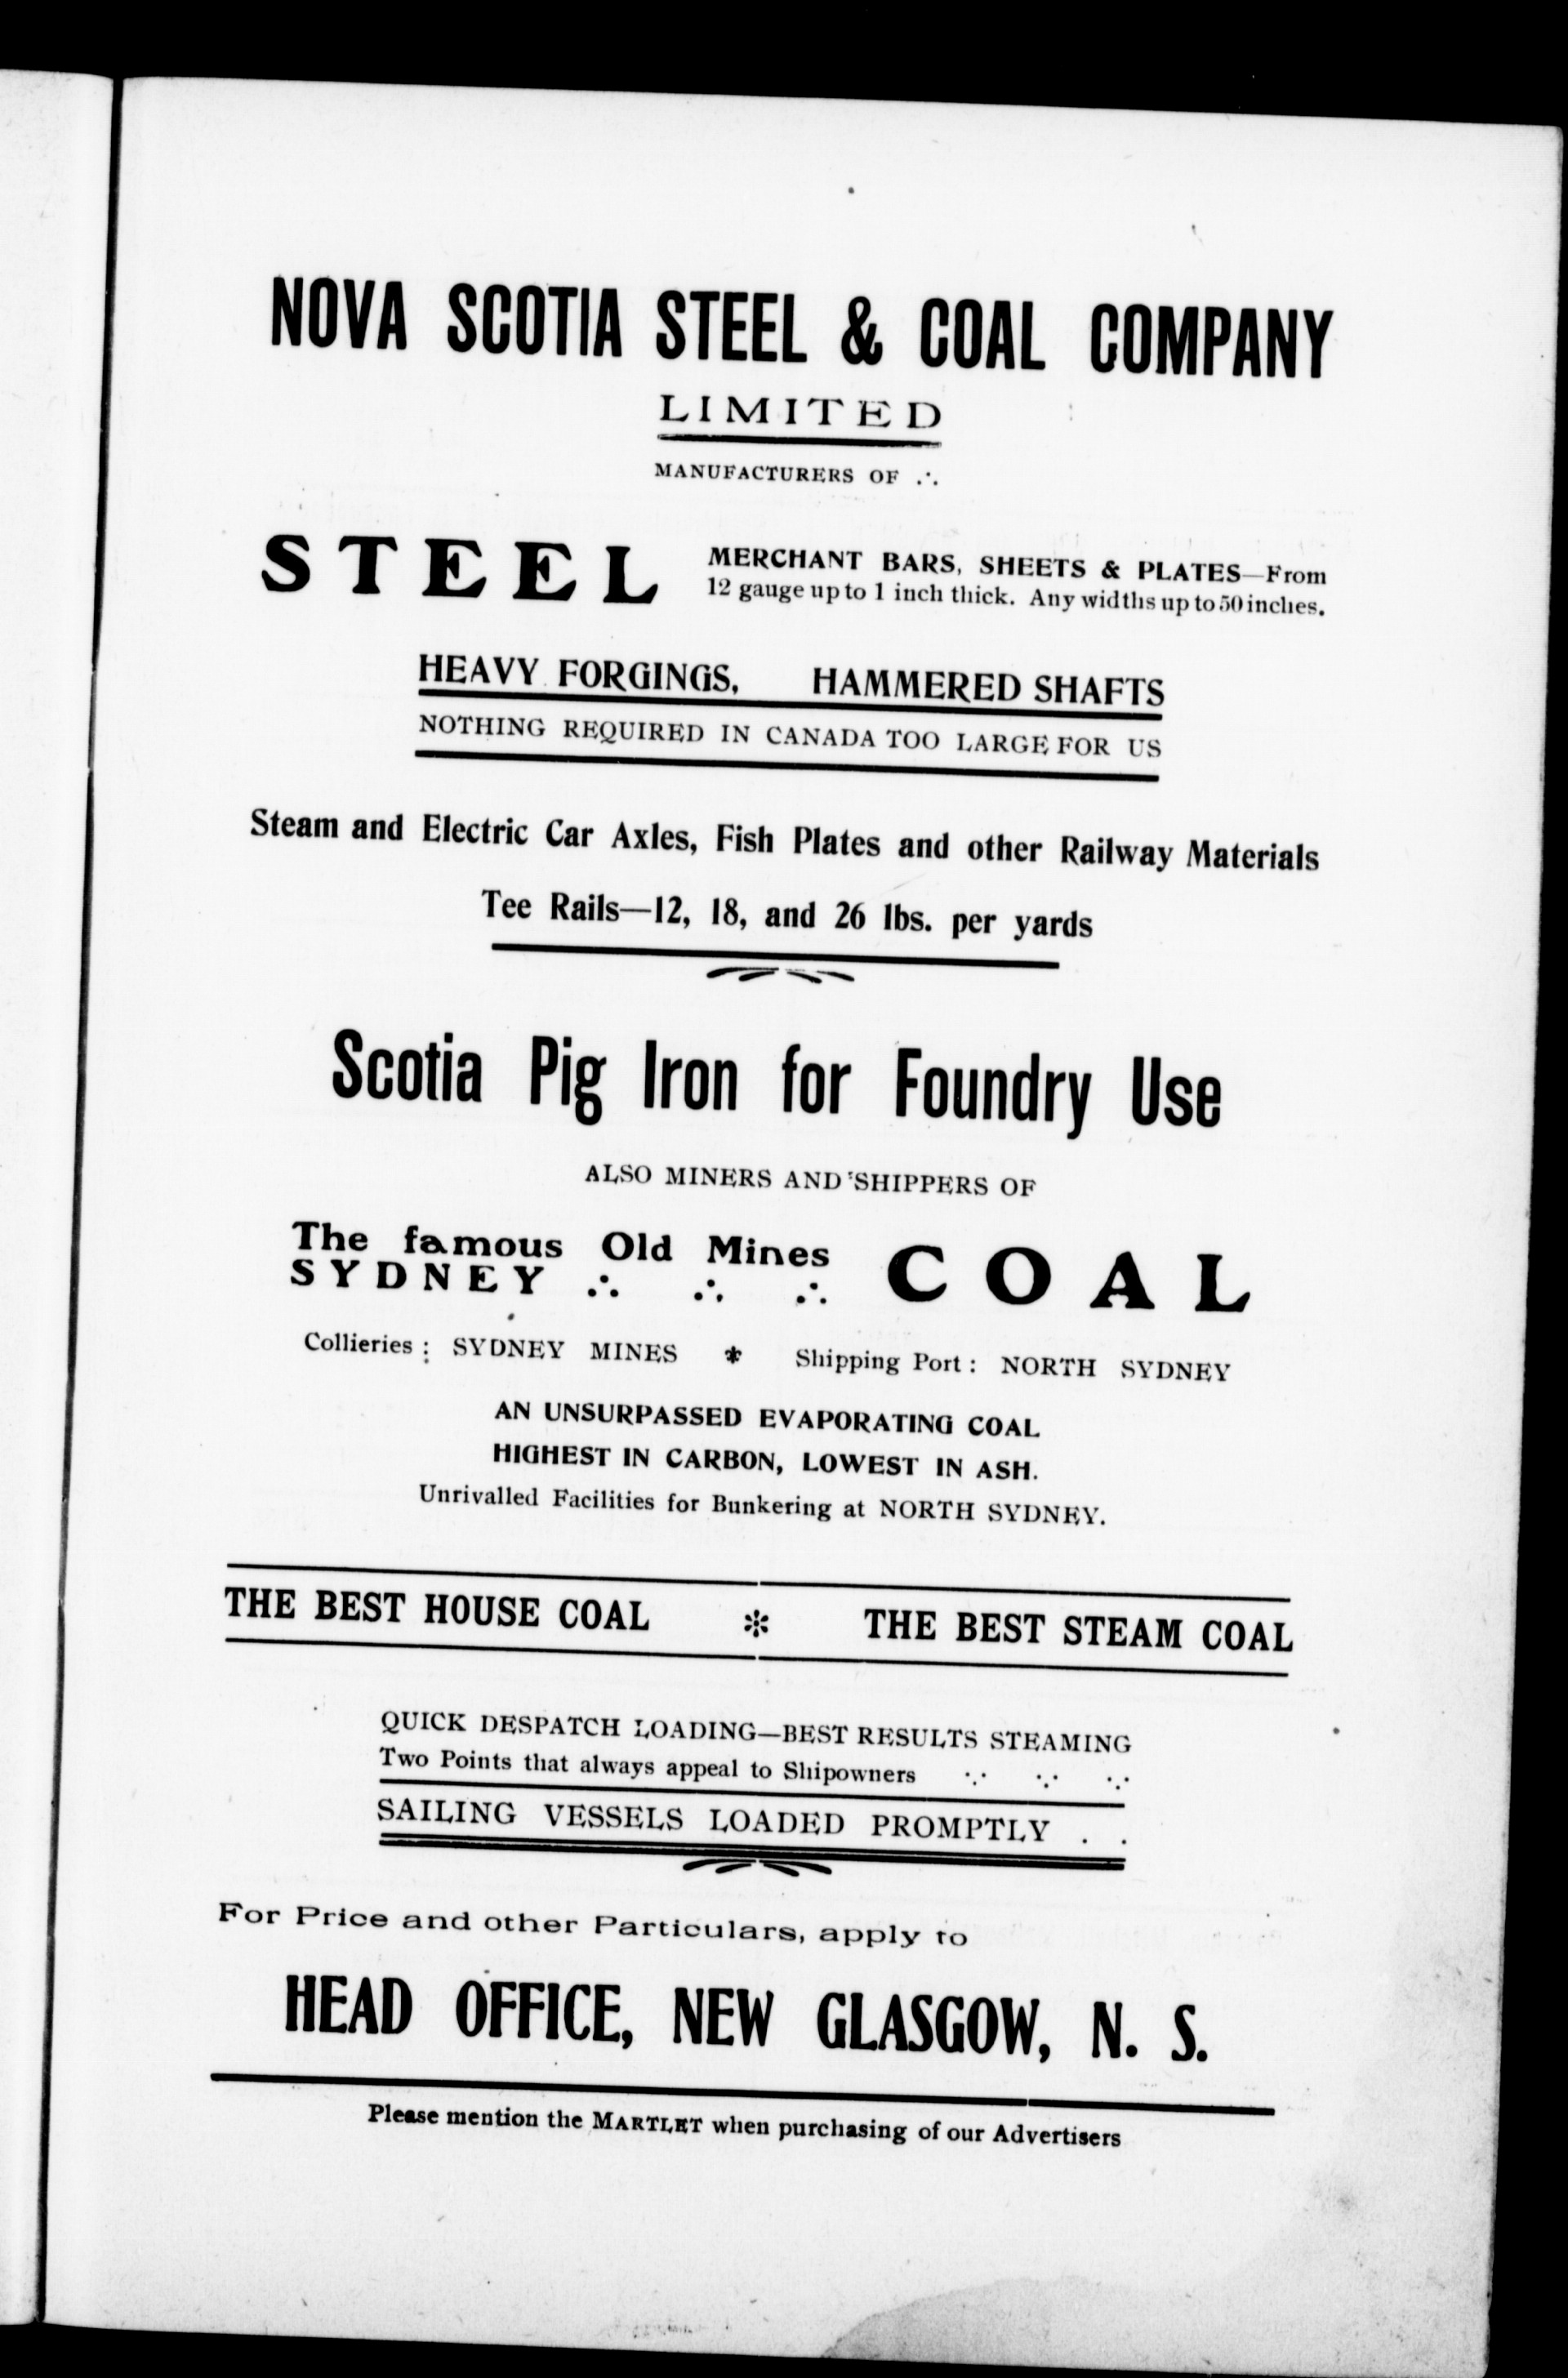 NOVA SCOTIA STEEL & COAL COMPANY
LIMITED
MANUFACTURERS OF ∴
STEEL
MERCHANT BARS, SHEETS & PLATES—From
12 gauge up to 1 inch thick. Any widths up to 50 inches.
HEAVY FORGINGS, HAMMERED SHAFTS
NOTHING REQUIRED IN CANADA TOO LARGE FOR US
Steam and Electric Car Axles, Fish Plates and other Railway Materials
Tee Rails—12, 18, and 26 lbs. per yards
Scotia Pig Iron for Foundry Use
ALSO MINERS AND SHIPPERS OF
The famous Old Mines
SYDNEY ∴ ∴ ∴
COAL
Collieries: SYDNEY MINES Shipping Port: NORTH SYDNEY
AN UNSURPASSED EVAPORATING COAL
HIGHEST IN CARBON, LOWEST IN ASH.
Unrivalled Facilities for Bunkering at NORTH SYDNEY.
THE BEST HOUSE COAL ❊ THE BEST STEAM COAL
QUICK DESPATCH LOADING—BEST RESULTS STEAMING
Two Points that always appeal to Shipowners ∵ ∵ ∵
SAILING VESSELS LOADED PROMPTLY . .
For Price and other Particulars, apply to
HEAD OFFICE, NEW GLASGOW, N. S.
Please mention the MARTLET when purchasing of our Advertisers